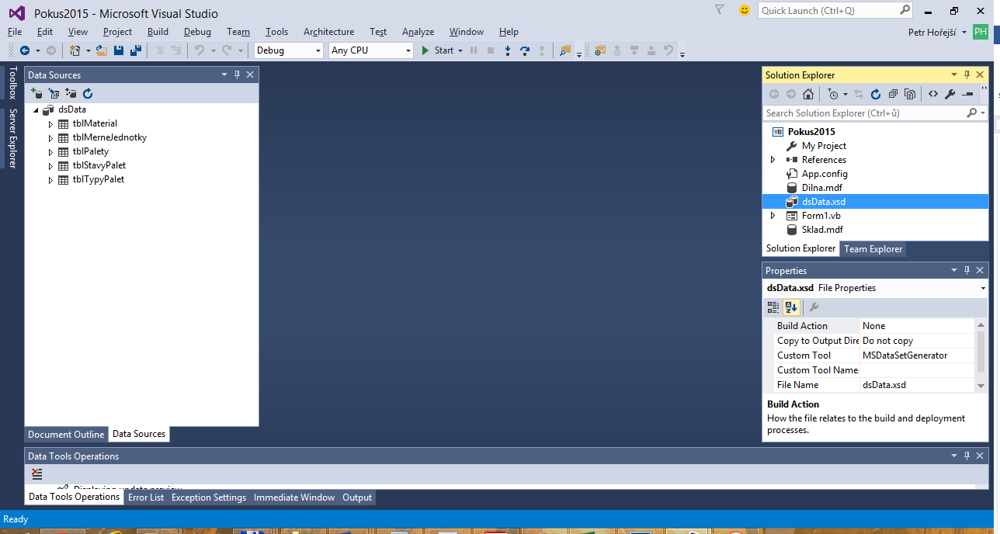 Pokus2015 - Microsoft Visual Studio
Quick Launch (Ctrl+Q)
File Edit View Project Build Debug Team Tools Architecture Test Analyze Window Help
Petr Hořejší PH
Debug Any CPU Start
Toolbox
Server Explorer
Data Sources
dsData
tblMaterial
tblMerneJednotky
tblPalety
tblStavyPalet
tblTypyPalet
Document Outline Data Sources
Solution Explorer
Search Solution Explorer (Ctrl+ů)
VB Pokus2015
My Project
References
App.config
Dilna.mdf
dsData.xsd
Form1.vb
Sklad.mdf
Solution Explorer Team Explorer
Properties
dsData.xsd File Properties
Build Action None
Copy to Output Dire Do not copy
Custom Tool MSDataSetGenerator
Custom Tool Name
File Name dsData.xsd
Build Action
How the file relates to the build and deployment
processes.
Data Tools Operations
Displaying update preview
Data Tools Operations Error List Exception Settings Immediate Window Output
Ready